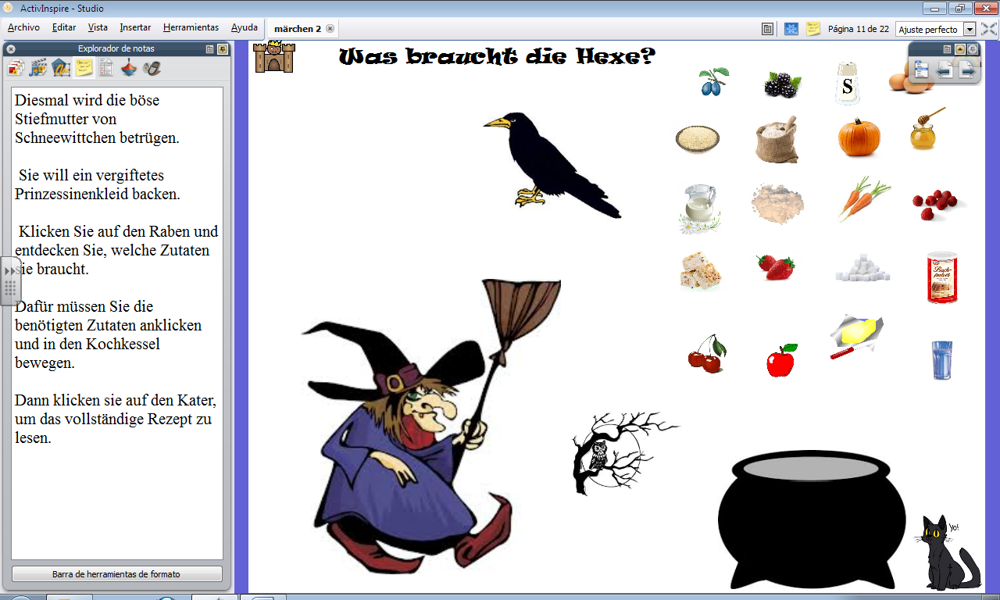 ActivInspire - Studio
Archivo Editar Vista Insertar Herramientas Ayuda
märchen 2
Página 11 de 22
Ajuste perfecto
Explorador de notas
Diesmal wird die böse
Stiefmutter von
Schneewittchen betrügen.
Sie will ein vergiftetes
Prinzessinenkleid backen.
Klicken Sie auf den Raben und
entdecken Sie, welche Zutaten
sie braucht.
Dafür müssen Sie die
benötigten Zutaten anklicken
und in den Kochkessel
bewegen.
Dann klicken sie auf den Kater,
um das vollständige Rezept zu
lesen.
Barra de herramientas de formato
Was braucht die Hexe?
S
Back-
pulver
Yo!